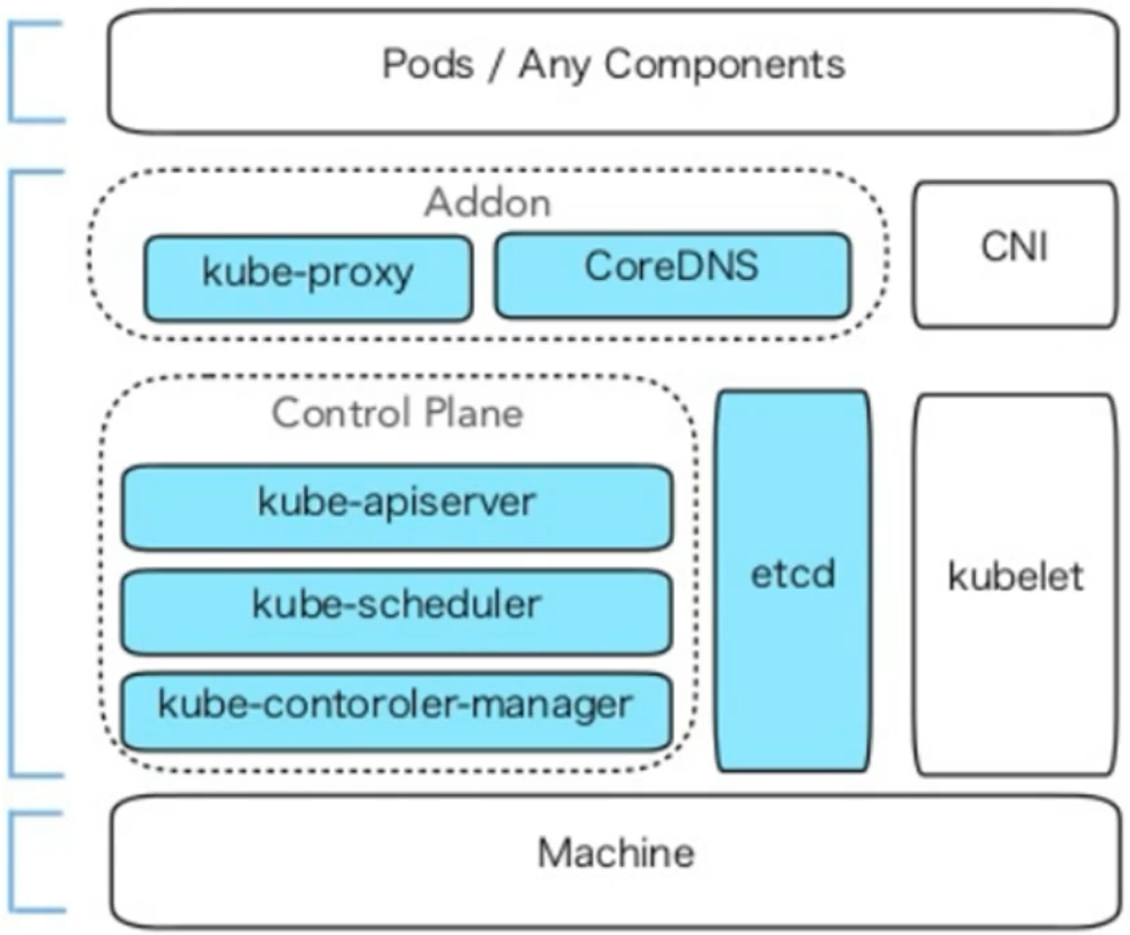 Pods / Any Components
Addon
kube-proxy
CoreDNS
CNI
Control Plane
kube-apiserver
kube-scheduler
kube-contoroler-manager
etcd
kubelet
Machine